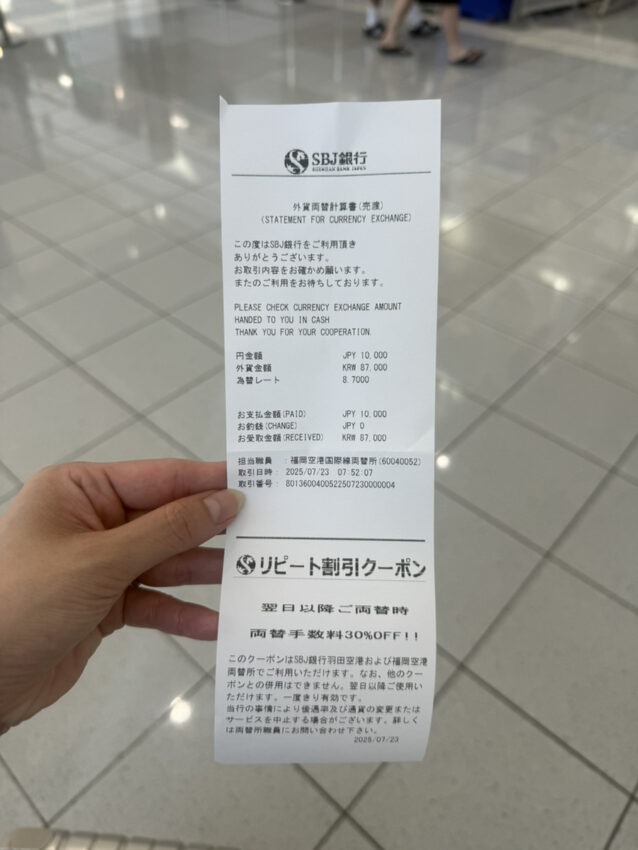 SBJ銀行
SHINHAN BANK JAPAN
外貨両替計算書(売渡)
(STATEMENT FOR CURRENCY EXCHANGE)
この度はSBJ銀行をご利用頂き
ありがとうございます。
お取引内容をお確かめ願います。
またのご利用をお待ちしております。
PLEASE CHECK CURRENCY EXCHANGE AMOUNT
HANDED TO YOU IN CASH
THANK YOU FOR YOUR COOPERATION.
円金額 JPY 10,000
外貨金額 KRW 87,000
為替レート 8.7000
お支払金額(PAID) JPY 10,000
お釣銭(CHANGE) JPY 0
お受取金額(RECEIVED) KRW 87,000
担当職員 : 福岡空港国際線両替所(60040052)
取引日時: 2025/07/23 07:52:07
取引番号: 8013600400522507230000004
リピート割引クーポン
翌日以降ご両替時
両替手数料30%OFF!!
このクーポンはSBJ銀行羽田空港および福岡空港
両替所でご利用いただけます。なお、他のクー
ポンとの併用はできません。翌日以降ご使用い
ただけます。一度きり有効です。
当行の事情により優遇率及び通貨の変更または
サービスを中止する場合がございます。詳しく
は両替所職員にお問い合わせ下さい。
2025/07/23